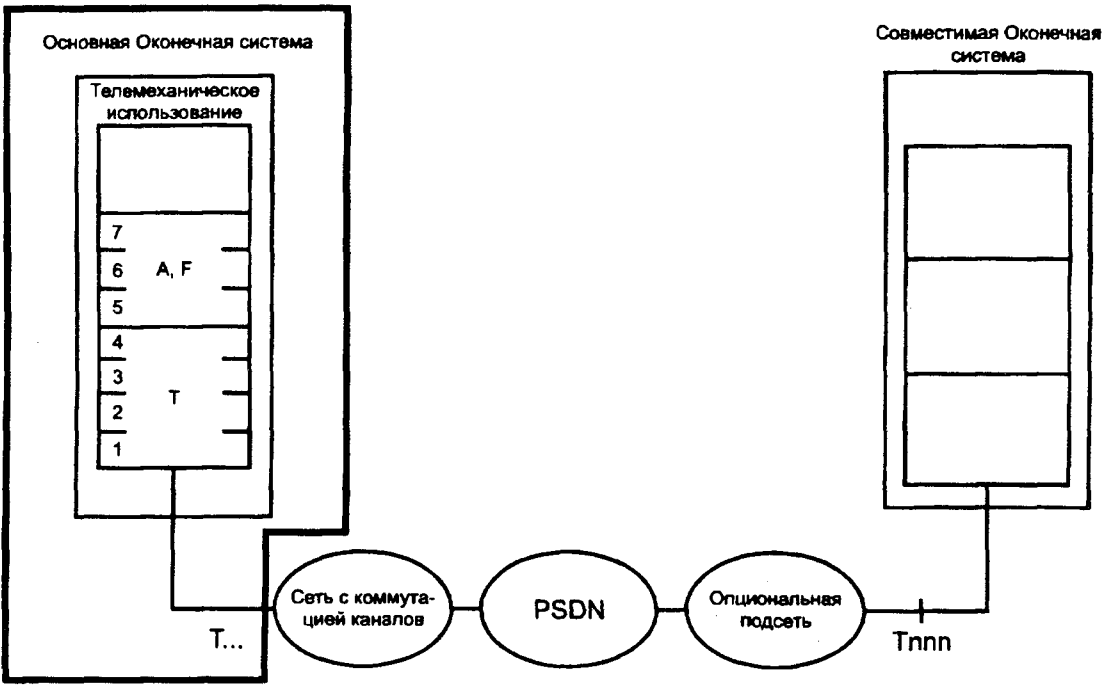 Основная Оконечная система
Телемеханическое
использование
7
6
A, F
5
4
3
2
T
1
T...
Сеть с коммута-
цией каналов
PSDN
Опциональная
подсеть
Tnnn
Совместимая Оконечная
система